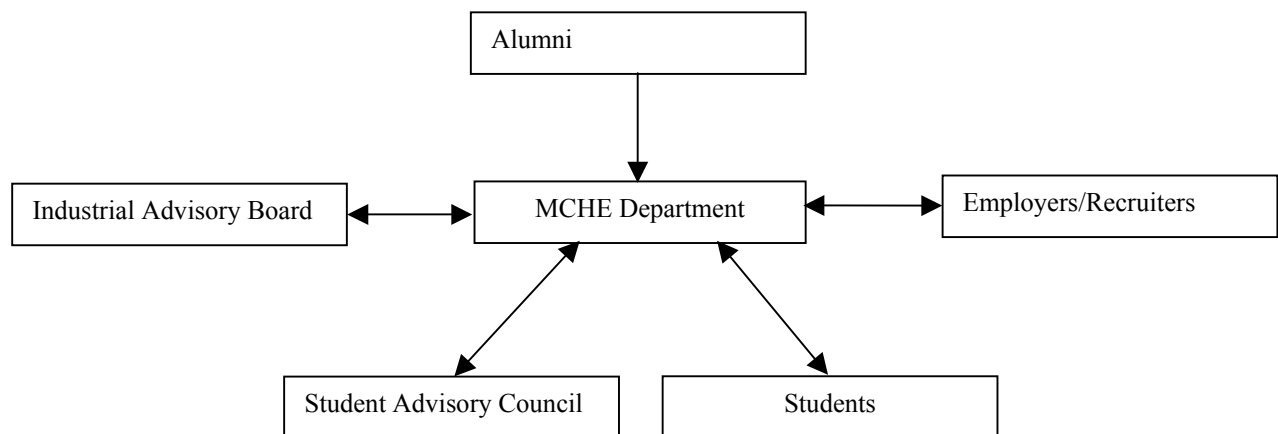 Alumni
Industrial Advisory Board
MCHE Department
Employers/Recruiters
Student Advisory Council
Students